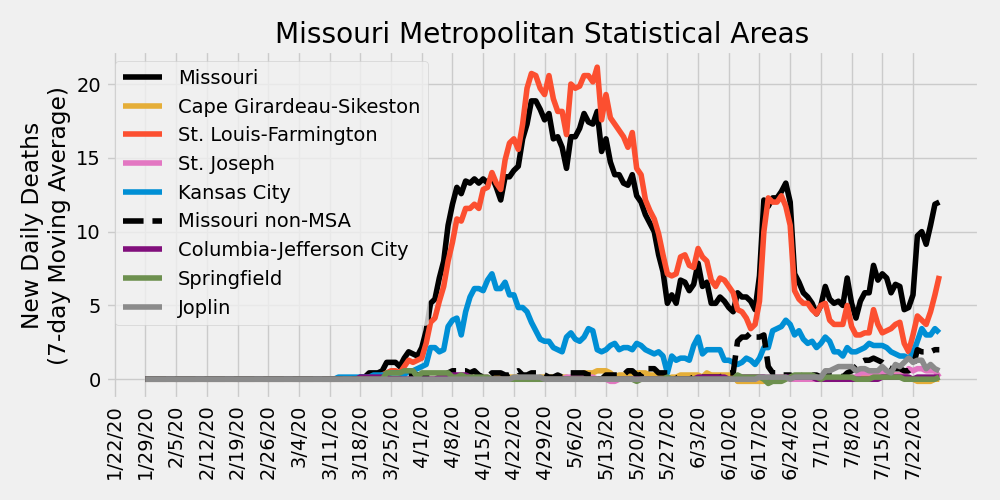 Missouri Metropolitan Statistical Areas
New Daily Deaths
(7-day Moving Average)
20
15
10
5
0
Missouri
Cape Girardeau-Sikeston
St. Louis-Farmington
St. Joseph
Kansas City
Missouri non-MSA
Columbia-Jefferson City
Springfield
Joplin
1/22/20
1/29/20
2/5/20
2/12/20
2/19/20
2/26/20
3/4/20
3/11/20
3/18/20
3/25/20
4/1/20
4/8/20
4/15/20
4/22/20
4/29/20
5/6/20
5/13/20
5/20/20
5/27/20
6/3/20
6/10/20
6/17/20
6/24/20
7/1/20
7/8/20
7/15/20
7/22/20